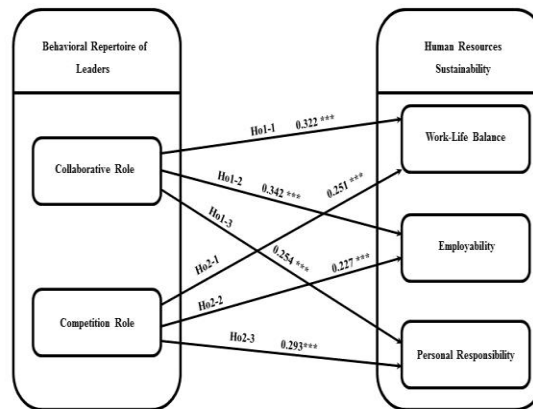 Behavioral Repertoire of
Leaders
Human Resources
Sustainability
Collaborative Role
Competition Role
Ho1-1 0.322 ***
Ho1-2 0.342 ***
Ho1-3 0.254 ***
Ho2-1 0.251 ***
Ho2-2 0.227 ***
Ho2-3 0.293***
Work-Life Balance
Employability
Personal Responsibility